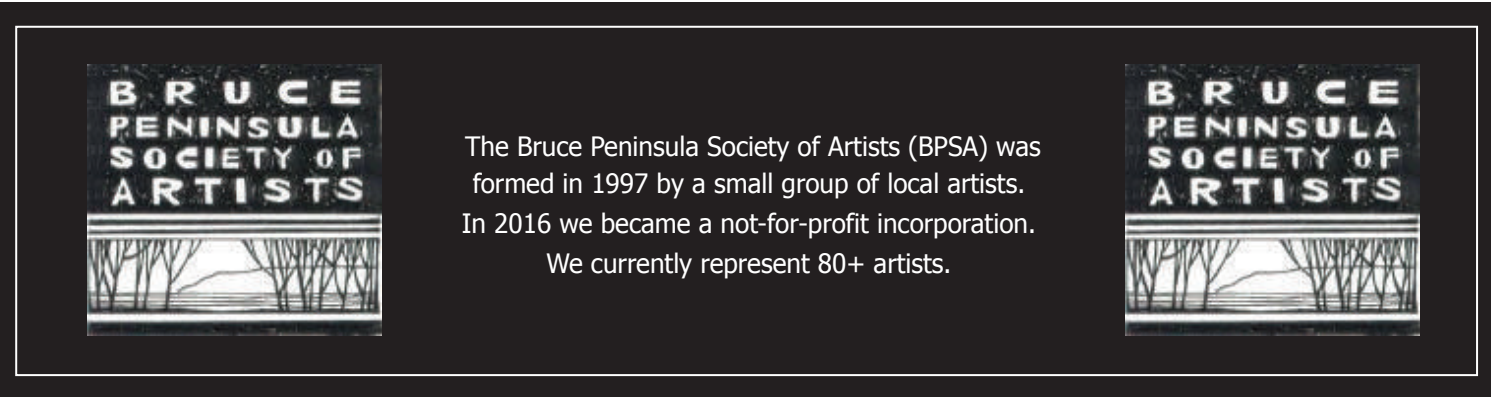 BRUCE
PENINSULA
SOCIETY OF
ARTISTS
The Bruce Peninsula Society of Artists (BPSA) was
formed in 1997 by a small group of local artists.
In 2016 we became a not-for-profit incorporation.
We currently represent 80+ artists.
BRUCE
PENINSULA
SOCIETY OF
ARTISTS